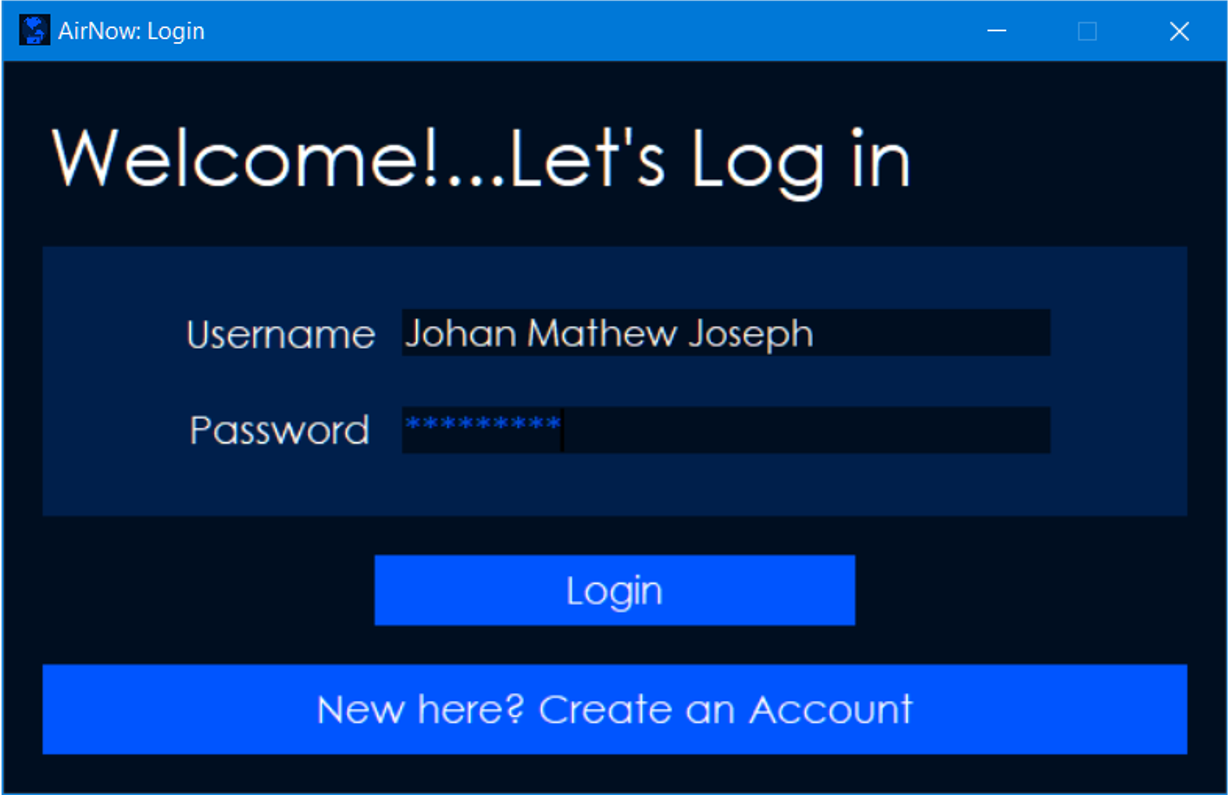 AirNow: Login
Welcome!...Let's Log in
Username Johan Mathew Joseph
Password *********
Login
New here? Create an Account